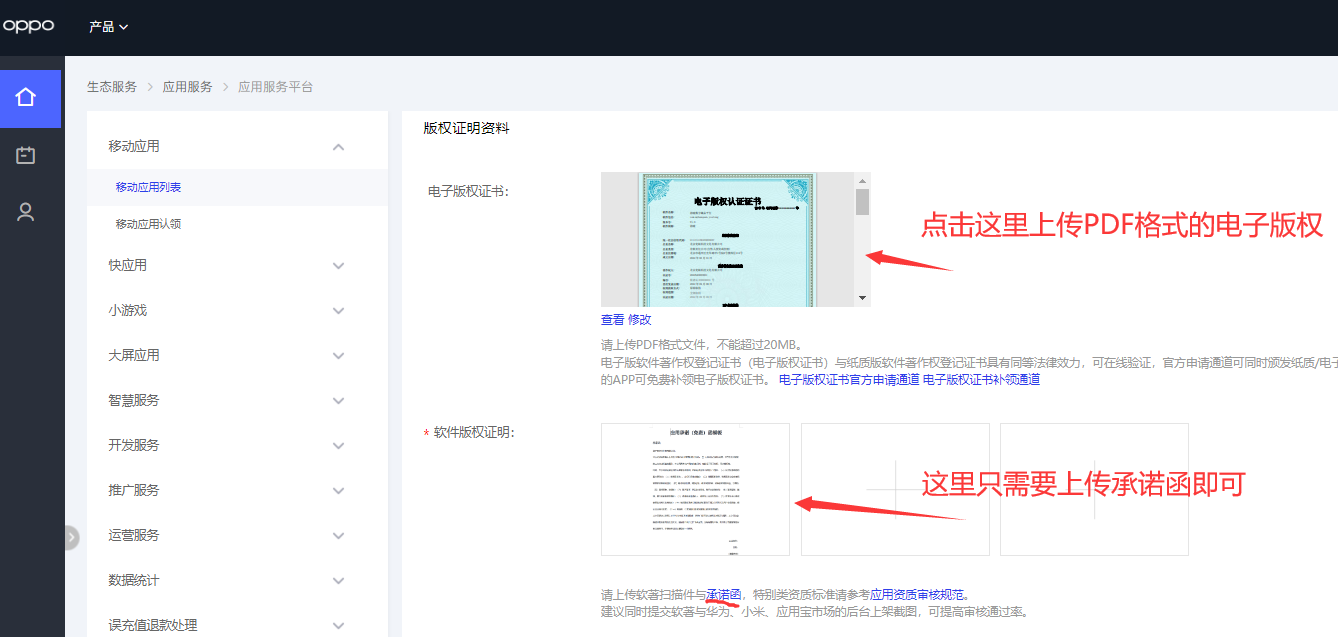 oppo
产品
生态服务 > 应用服务 > 应用服务平台
移动应用
移动应用列表
移动应用认领
快应用
小游戏
大屏应用
智慧服务
开发服务
推广服务
运营服务
数据统计
误充值退款处理
版权证明资料
电子版权证书：
电子版权认证证书
点击这里上传PDF格式的电子版权
查看 修改
请上传PDF格式文件，不能超过20MB。
电子版软件著作权登记证书（电子版权证书）与纸质版软件著作权登记证书具有同等法律效力，可在线验证，官方申请通道可同时颁发纸质/电子
的APP可免费补领电子版权证书。 电子版权证书官方申请通道 电子版权证书补领通道
* 软件版权证明：
应用承诺（免责）函模板
这里只需要上传承诺函即可
请上传软著扫描件与承诺函，特别类资质标准请参考应用资质审核规范。
建议同时提交软著与华为、小米、应用宝市场的后台上架截图，可提高审核通过率。